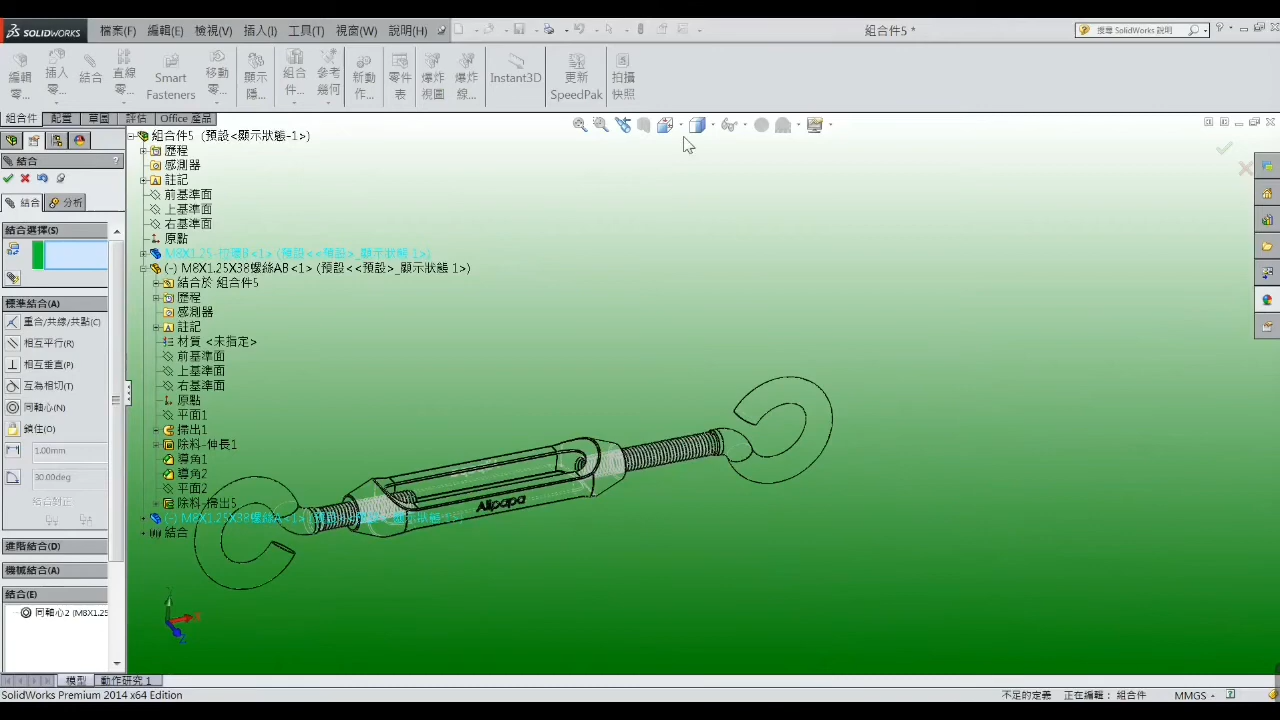 SOLIDWORKS 檔案(F) 編輯(E) 檢視(V) 插入(I) 工具(T) 視窗(W) 說明(H) 組合件5 * 搜尋 SolidWorks 說明
編輯零... 插入零... 結合 直線零... Smart Fasteners 移動零... 顯示隱... 組合件... 參考幾何 新動作... 零件表 爆炸視圖 爆炸線... Instant3D 更新 SpeedPak 拍攝快照
組合件 配置 草圖 評估 Office 產品
組合件5 (預設<顯示狀態-1>)
歷程
感測器
註記
前基準面
上基準面
右基準面
原點
(-) M8X1.25X38螺絲AB<1> (預設<<預設>_顯示狀態 1>)
結合於 組合件5
歷程
感測器
註記
材質 <未指定>
前基準面
上基準面
右基準面
原點
平面1
掃出1
除料-伸長1
導角1
導角2
平面2
除料-掃出5
結合
結合
?
結合 分析
結合選擇(S)
標準結合(A)
重合/共線/共點(C)
相互平行(R)
相互垂直(P)
互為相切(T)
同軸心(N)
鎖住(O)
1.00mm
30.00deg
結合對正:
進階結合(D)
機械結合(A)
結合(E)
同軸心2 (M8X1.25
Alipapa
X
Z
模型 動作研究 1
SolidWorks Premium 2014 x64 Edition 不足的定義 正在編輯： 組合件 MMGS